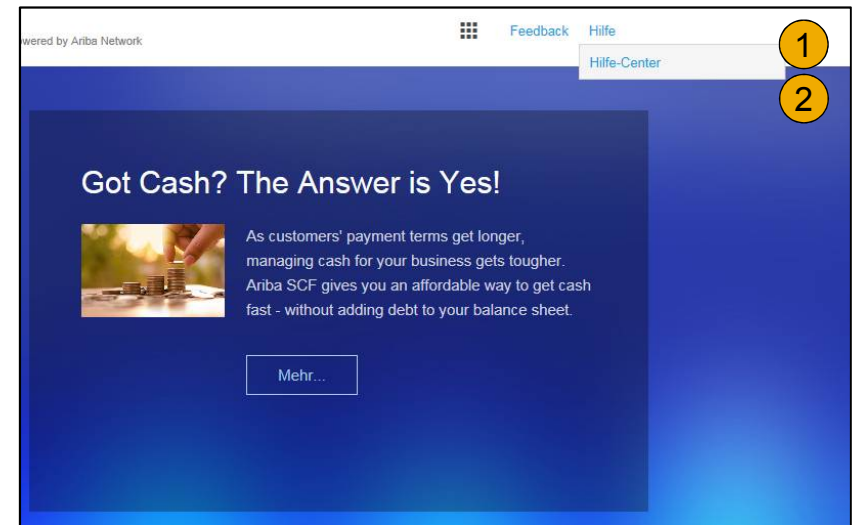 owered by Ariba Network
Feedback Hilfe
1
Hilfe-Center
2
Got Cash? The Answer is Yes!
As customers' payment terms get longer,
managing cash for your business gets tougher.
Ariba SCF gives you an affordable way to get cash
fast - without adding debt to your balance sheet.
Mehr...